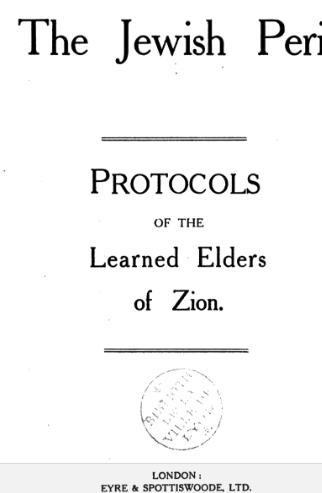 The Jewish Peri
PROTOCOLS
OF THE
Learned Elders
of Zion.
LONDON:
EYRE & SPOTTISWOODE, LTD.